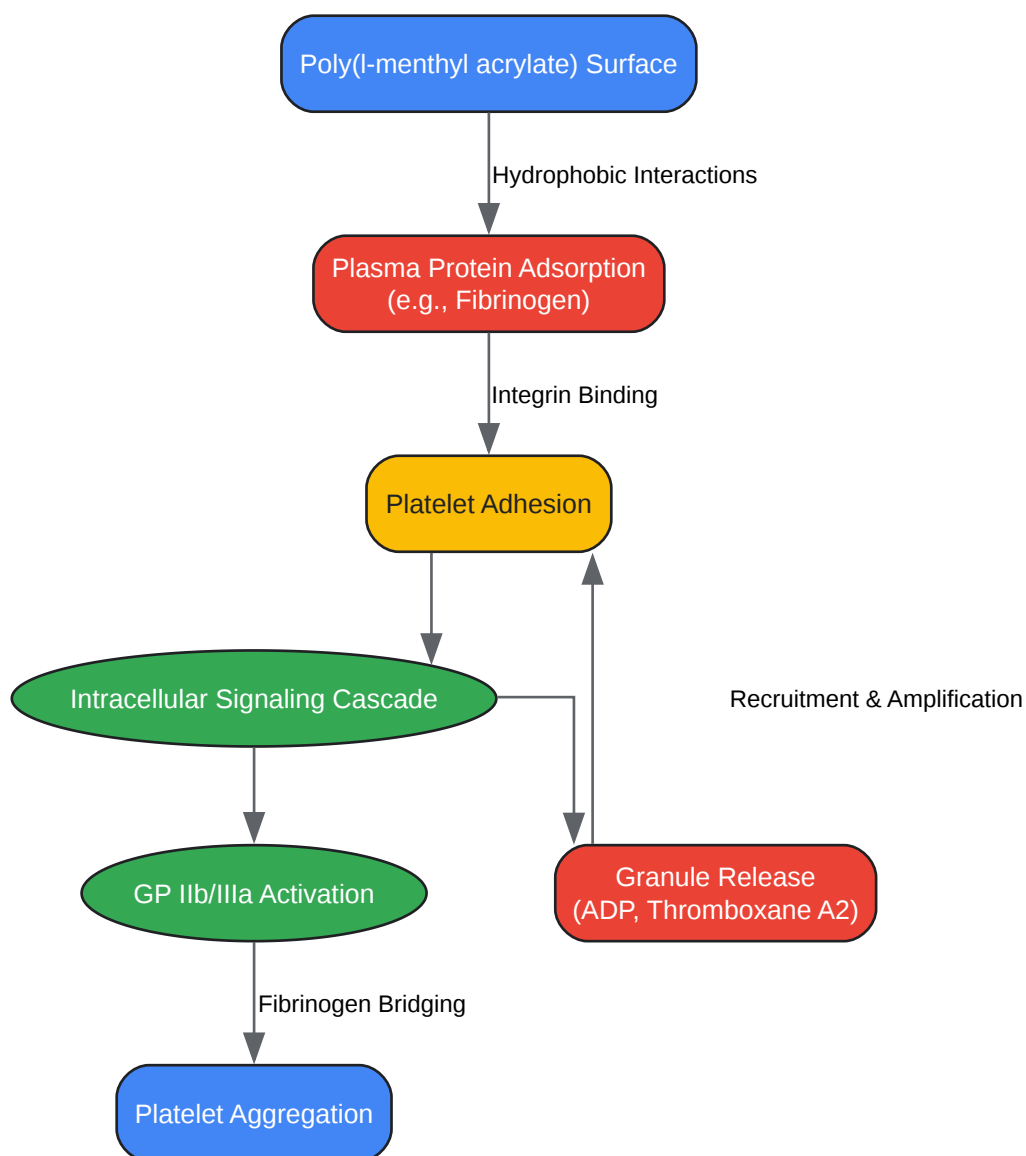 Poly(l-menthyl acrylate) Surface
Hydrophobic Interactions
Plasma Protein Adsorption
(e.g., Fibrinogen)
Integrin Binding
Platelet Adhesion
Intracellular Signaling Cascade
Recruitment & Amplification
GP IIb/IIIa Activation
Granule Release
(ADP, Thromboxane A2)
Fibrinogen Bridging
Platelet Aggregation